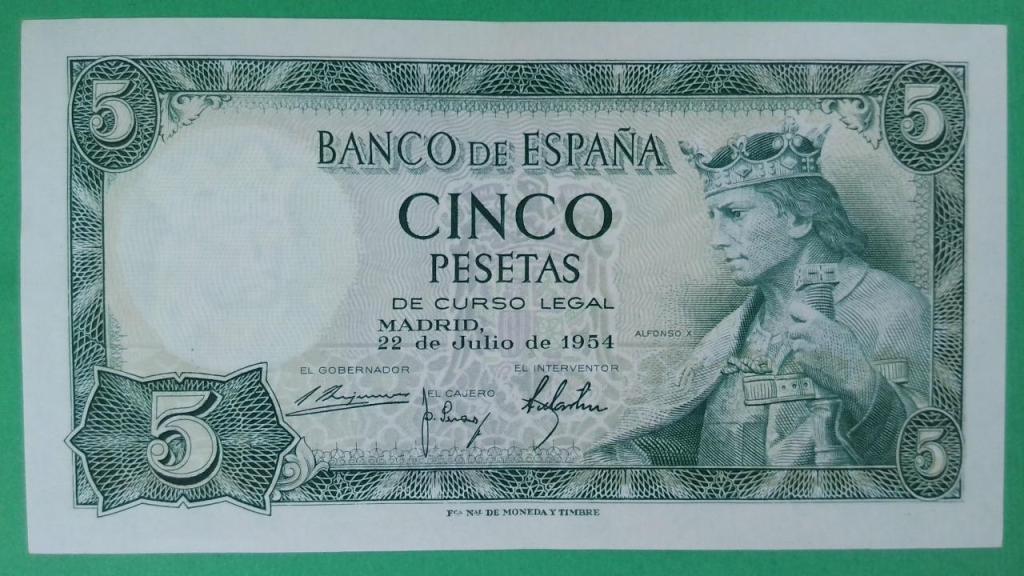 5 5
BANCO DE ESPAÑA
CINCO
PESETAS
DE CURSO LEGAL
MADRID,
22 de Julio de 1954
ALFONSO X
EL GOBERNADOR EL INTERVENTOR
EL CAJERO
5 5
Fca. Nal. DE MONEDA Y TIMBRE